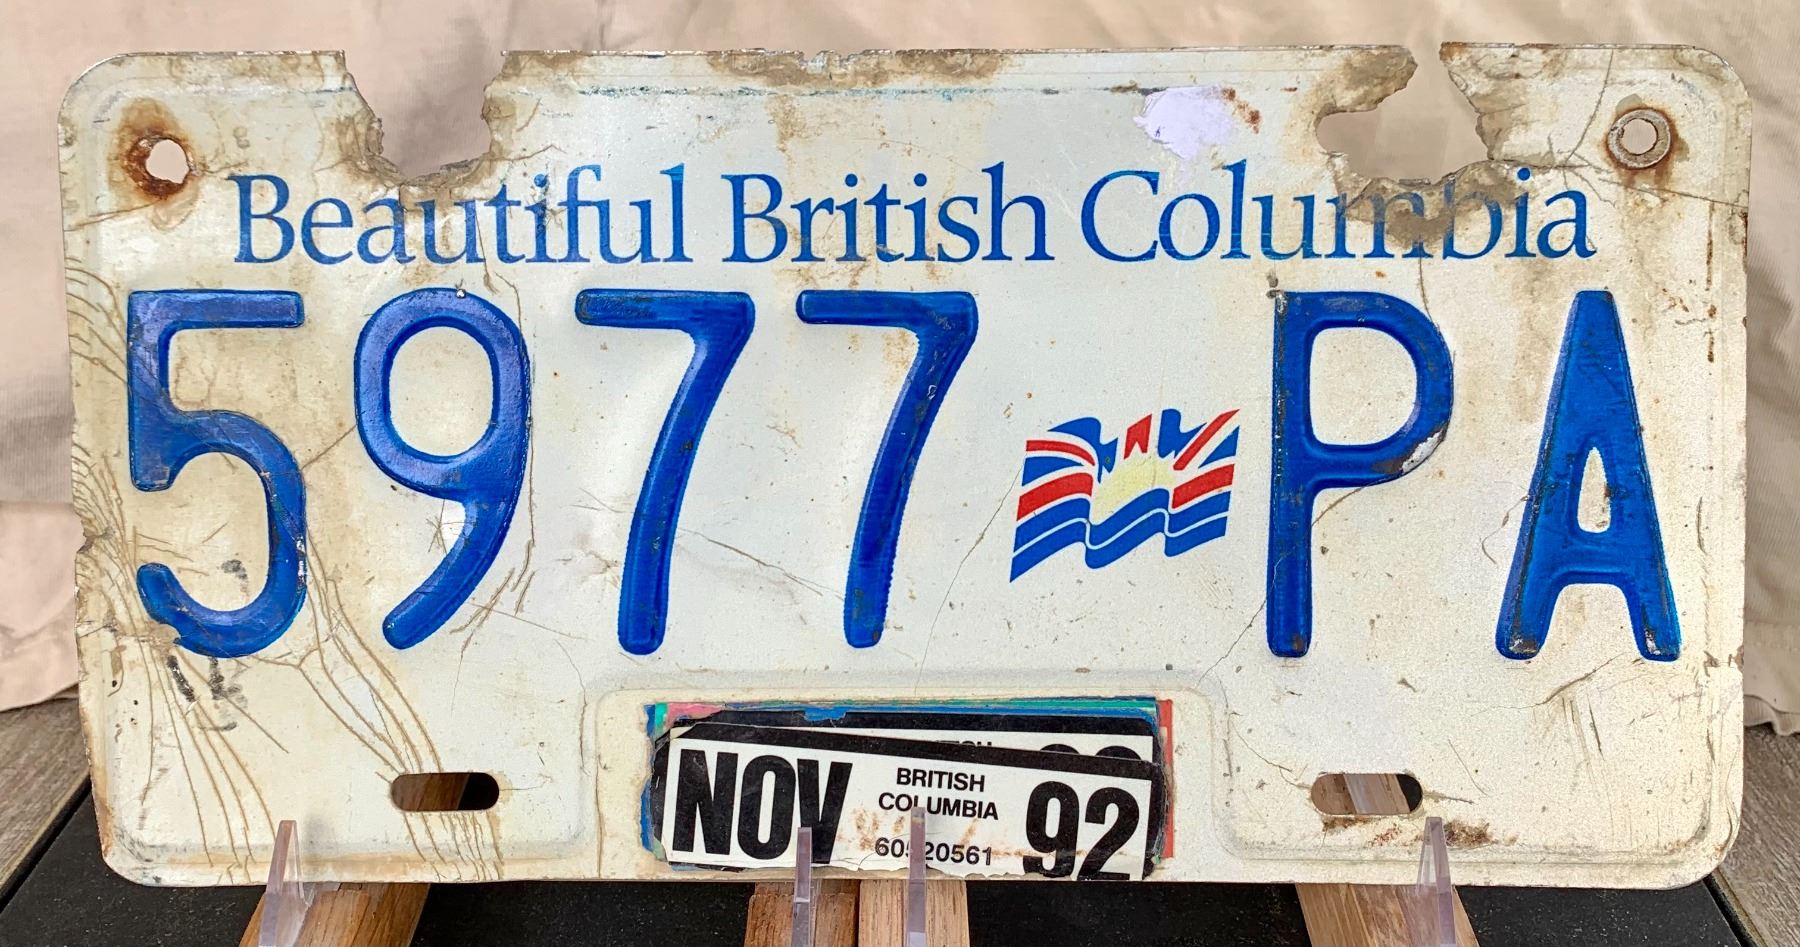 Beautiful British Columbia
5977 PA
NOV BRITISH COLUMBIA 92